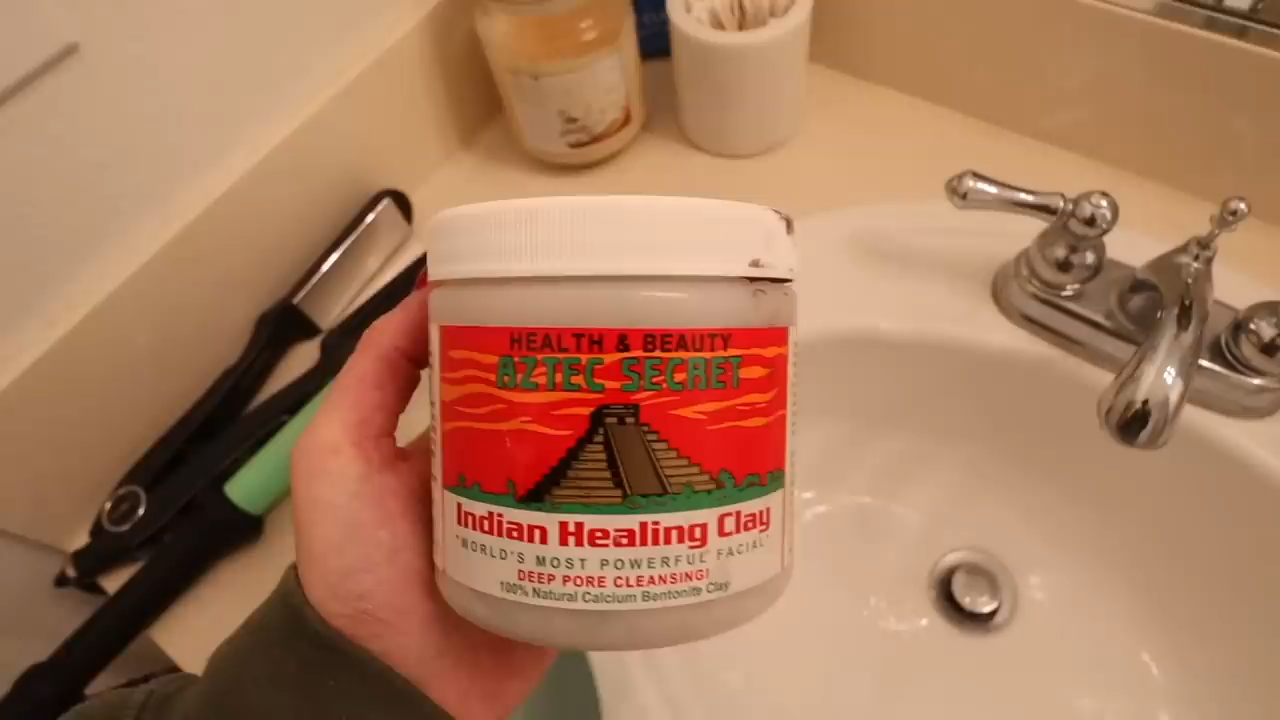 HEALTH & BEAUTY
AZTEC SECRET
Indian Healing Clay
"WORLD'S MOST POWERFUL FACIAL"
DEEP PORE CLEANSING!
100% Natural Calcium Bentonite Clay